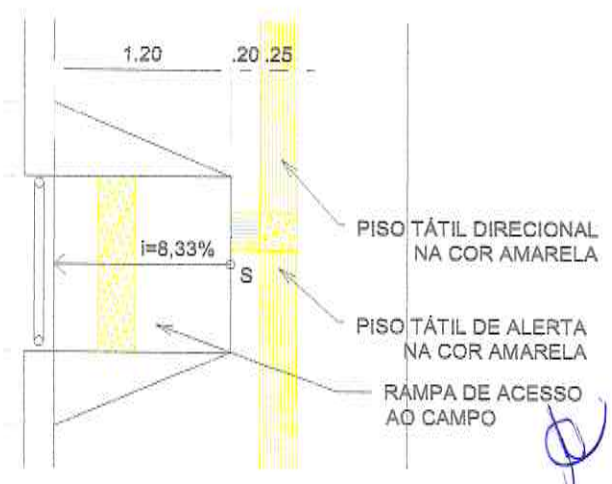 1.20 .20 .25
PISO TÁTIL DIRECIONAL
NA COR AMARELA
i=8,33%
S
PISO TÁTIL DE ALERTA
NA COR AMARELA
RAMPA DE ACESSO
AO CAMPO